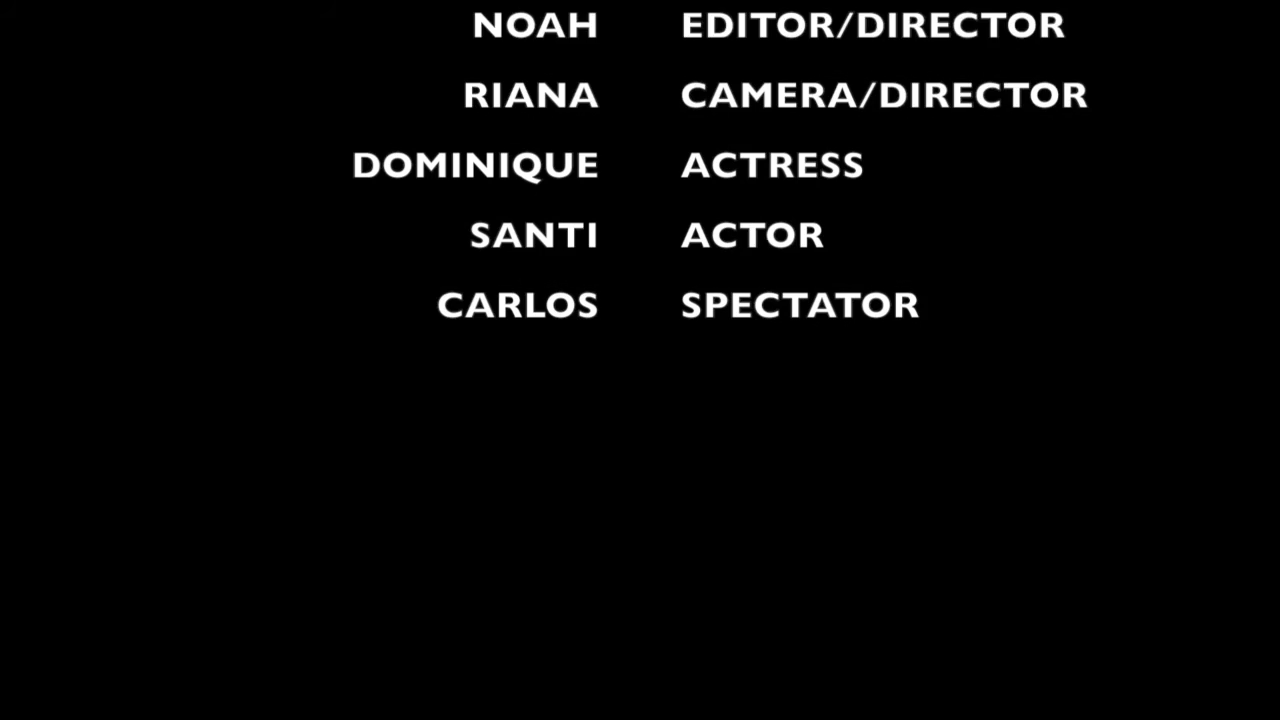 NOAH EDITOR/DIRECTOR
RIANA CAMERA/DIRECTOR
DOMINIQUE ACTRESS
SANTI ACTOR
CARLOS SPECTATOR